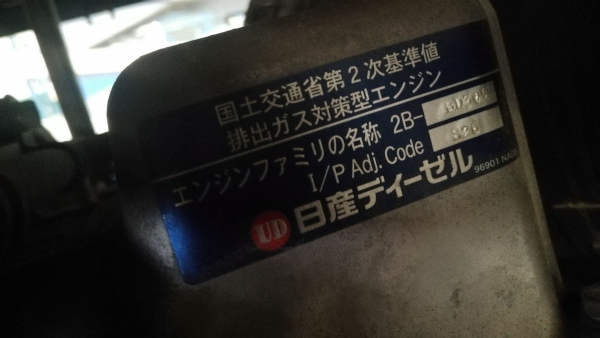 国土交通省第2次基準値
排出ガス対策型エンジン
エンジンファミリの名称 2B-
I/P Adj. Code 326
UD 日産ディーゼル
96901